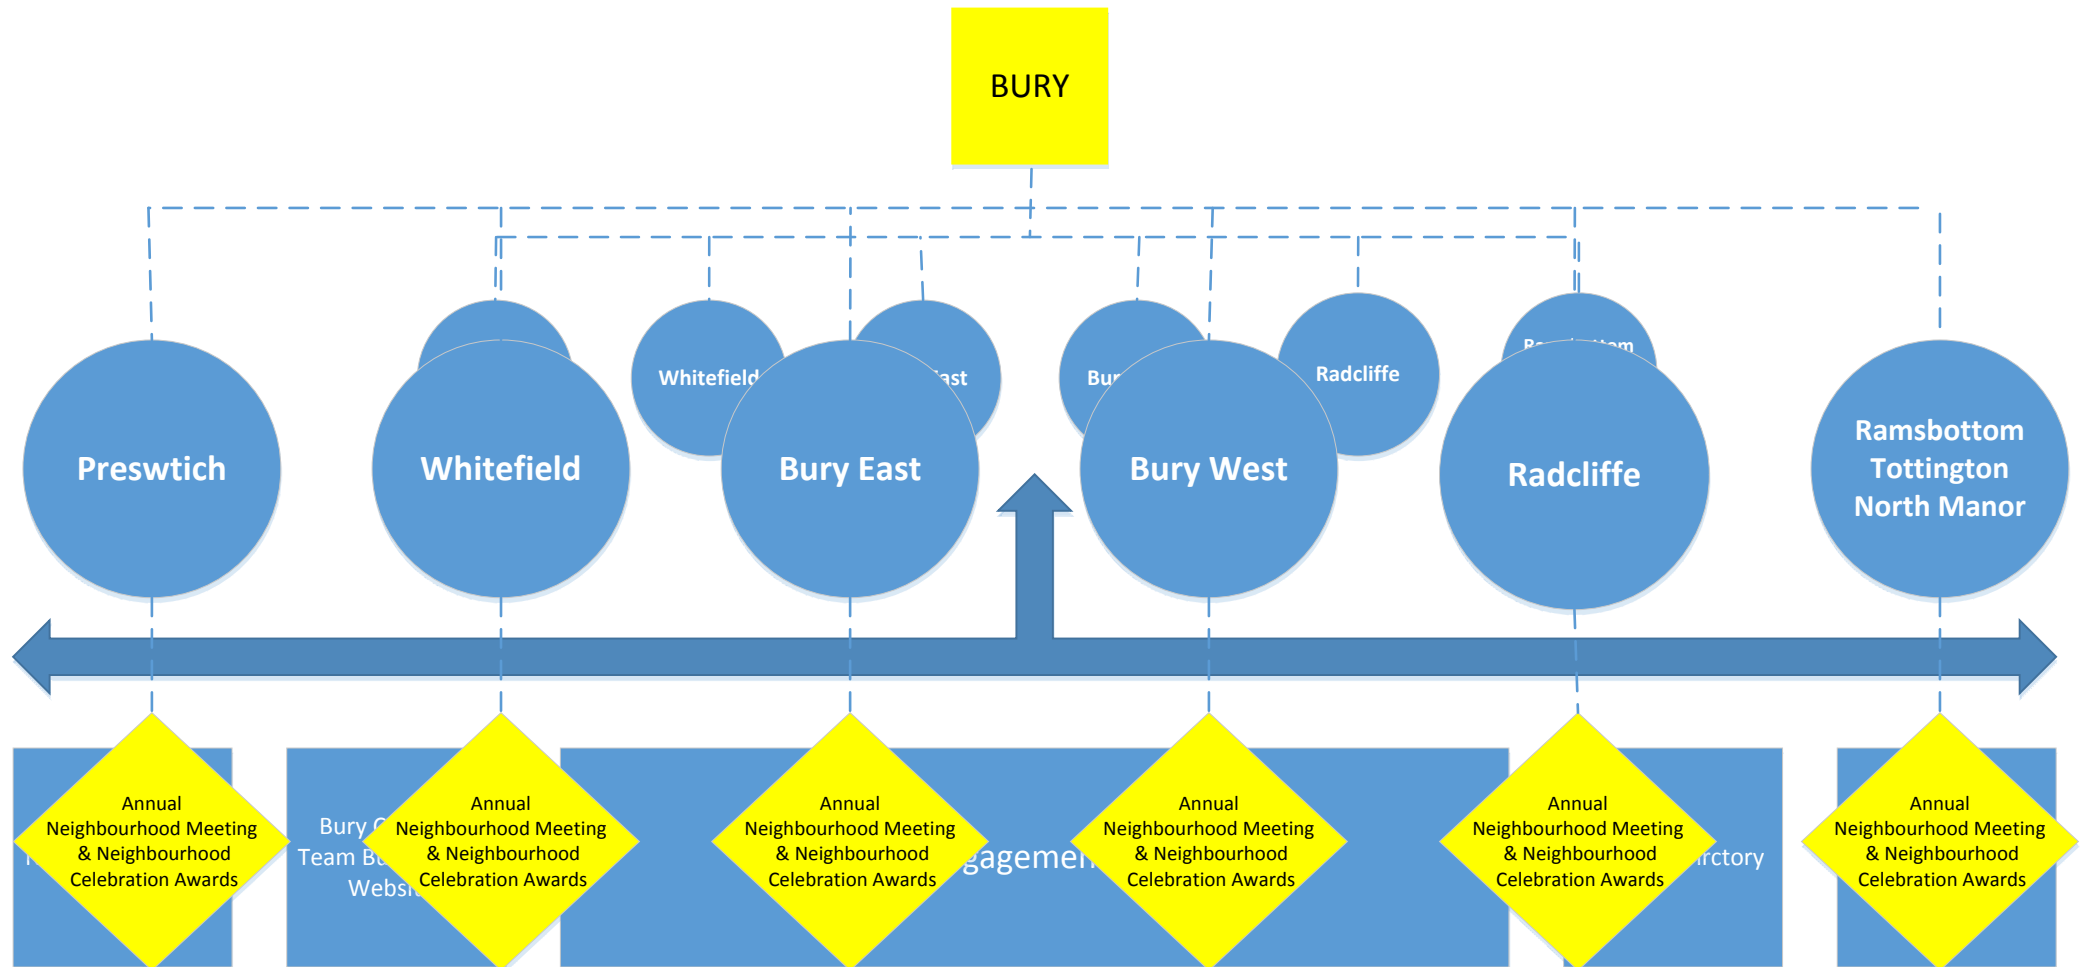 BURY
Whitefield
Radcliffe
Preswtich
Whitefield
Bury East
Bury West
Radcliffe
Ramsbottom
Tottington
North Manor
Annual
Neighbourhood Meeting
& Neighbourhood
Celebration Awards
Annual
Neighbourhood Meeting
& Neighbourhood
Celebration Awards
Annual
Neighbourhood Meeting
& Neighbourhood
Celebration Awards
Annual
Neighbourhood Meeting
& Neighbourhood
Celebration Awards
Annual
Neighbourhood Meeting
& Neighbourhood
Celebration Awards
Annual
Neighbourhood Meeting
& Neighbourhood
Celebration Awards
Bury
Team